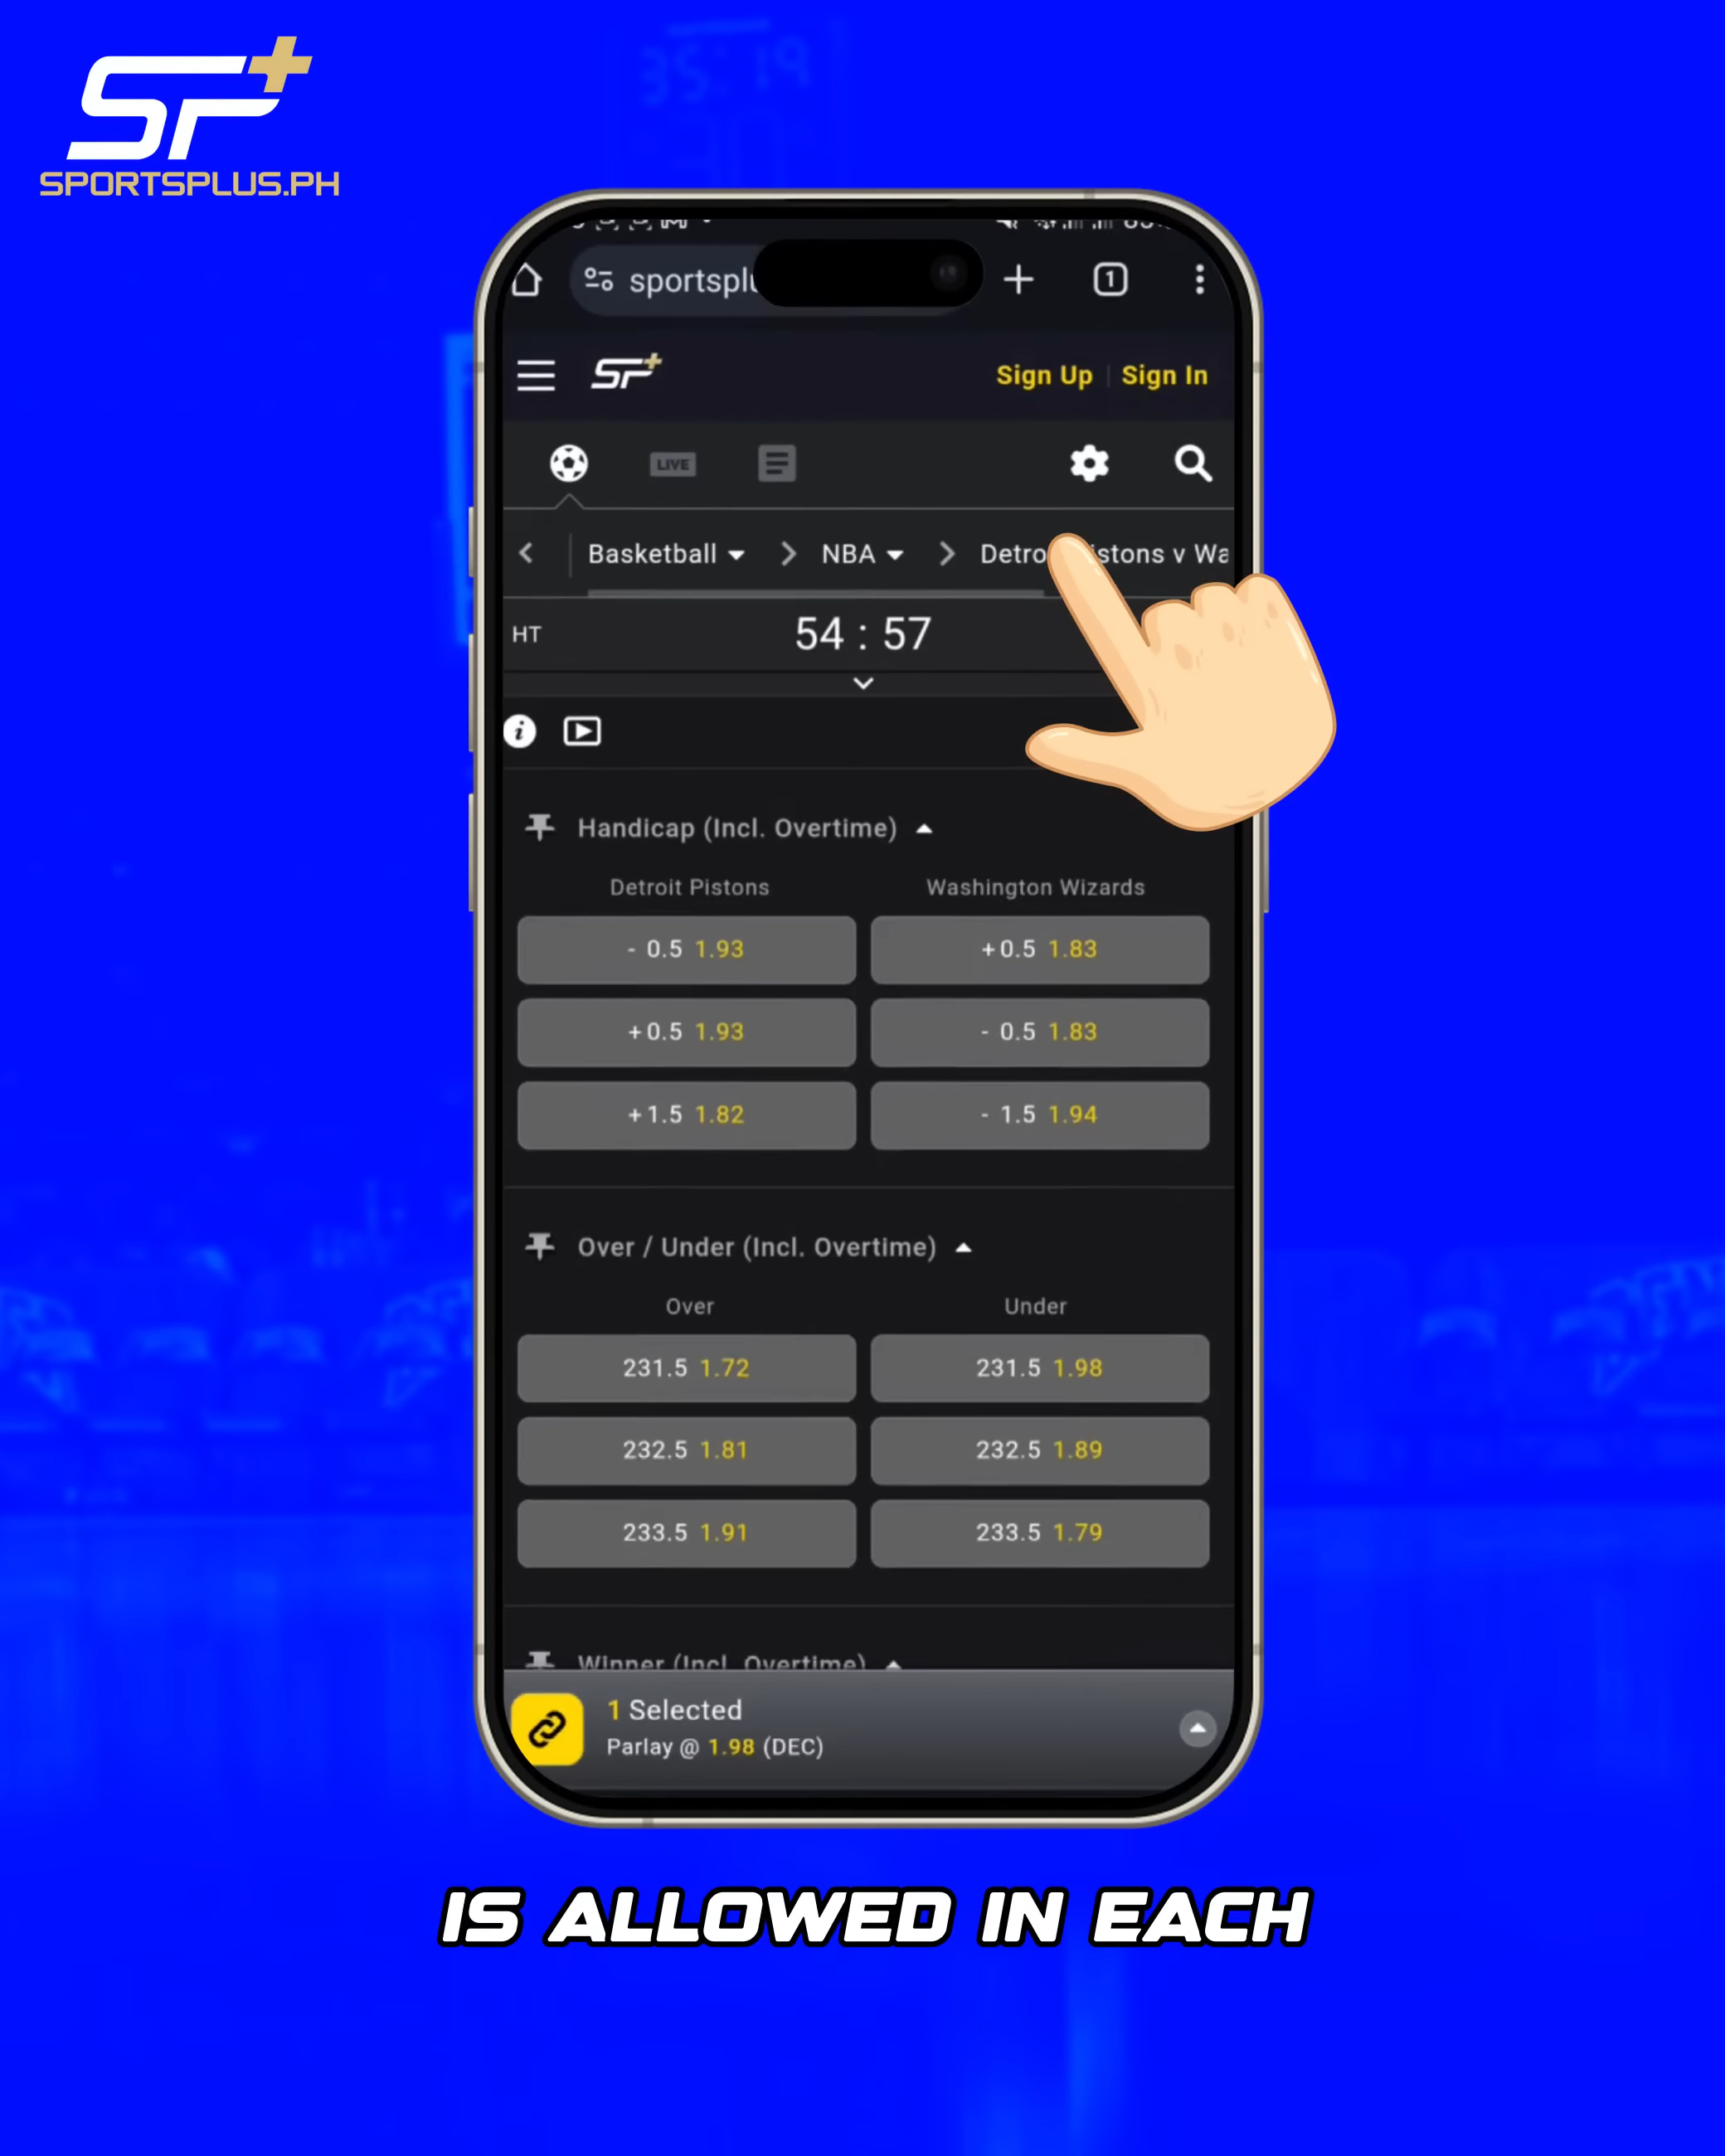 SP+
SPORTSPLUS.PH
35:19
1
SP+
Sign Up
Sign In
LIVE
Basketball
NBA
HT
54 : 57
Handicap (Incl. Overtime)
Detroit Pistons
Washington Wizards
- 0.5 1.93
+0.5 1.83
+0.5 1.93
- 0.5 1.83
+1.5 1.82
- 1.5 1.94
Over / Under (Incl. Overtime)
Over
Under
231.5 1.72
231.5 1.98
232.5 1.81
232.5 1.89
233.5 1.91
233.5 1.79
Winner (Incl. Overtime)
1 Selected
Parlay @ 1.98 (DEC)
IS ALLOWED IN EACH